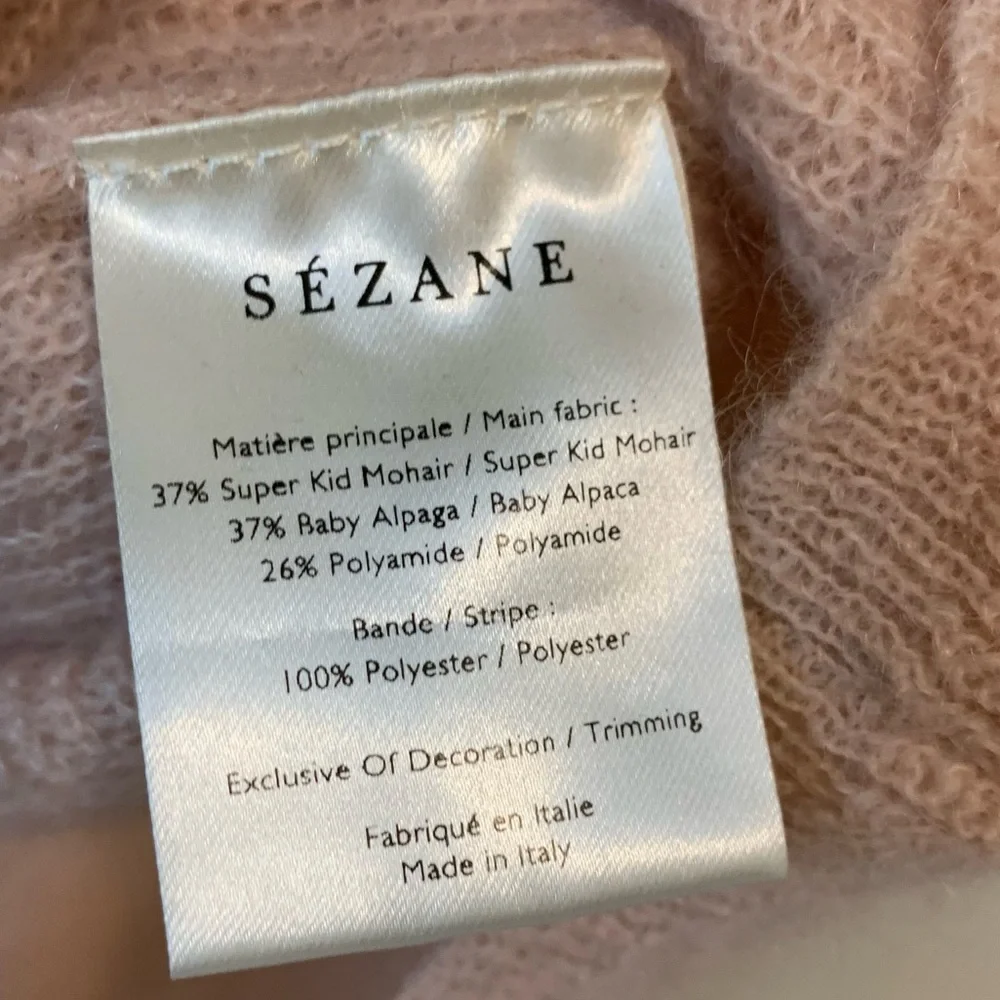 SÉZANE
Matière principale / Main fabric :
37% Super Kid Mohair / Super Kid Mohair
37% Baby Alpaga / Baby Alpaca
26% Polyamide / Polyamide
Bande / Stripe :
100% Polyester / Polyester
Exclusive Of Decoration / Trimming
Fabriqué en Italie
Made in Italy